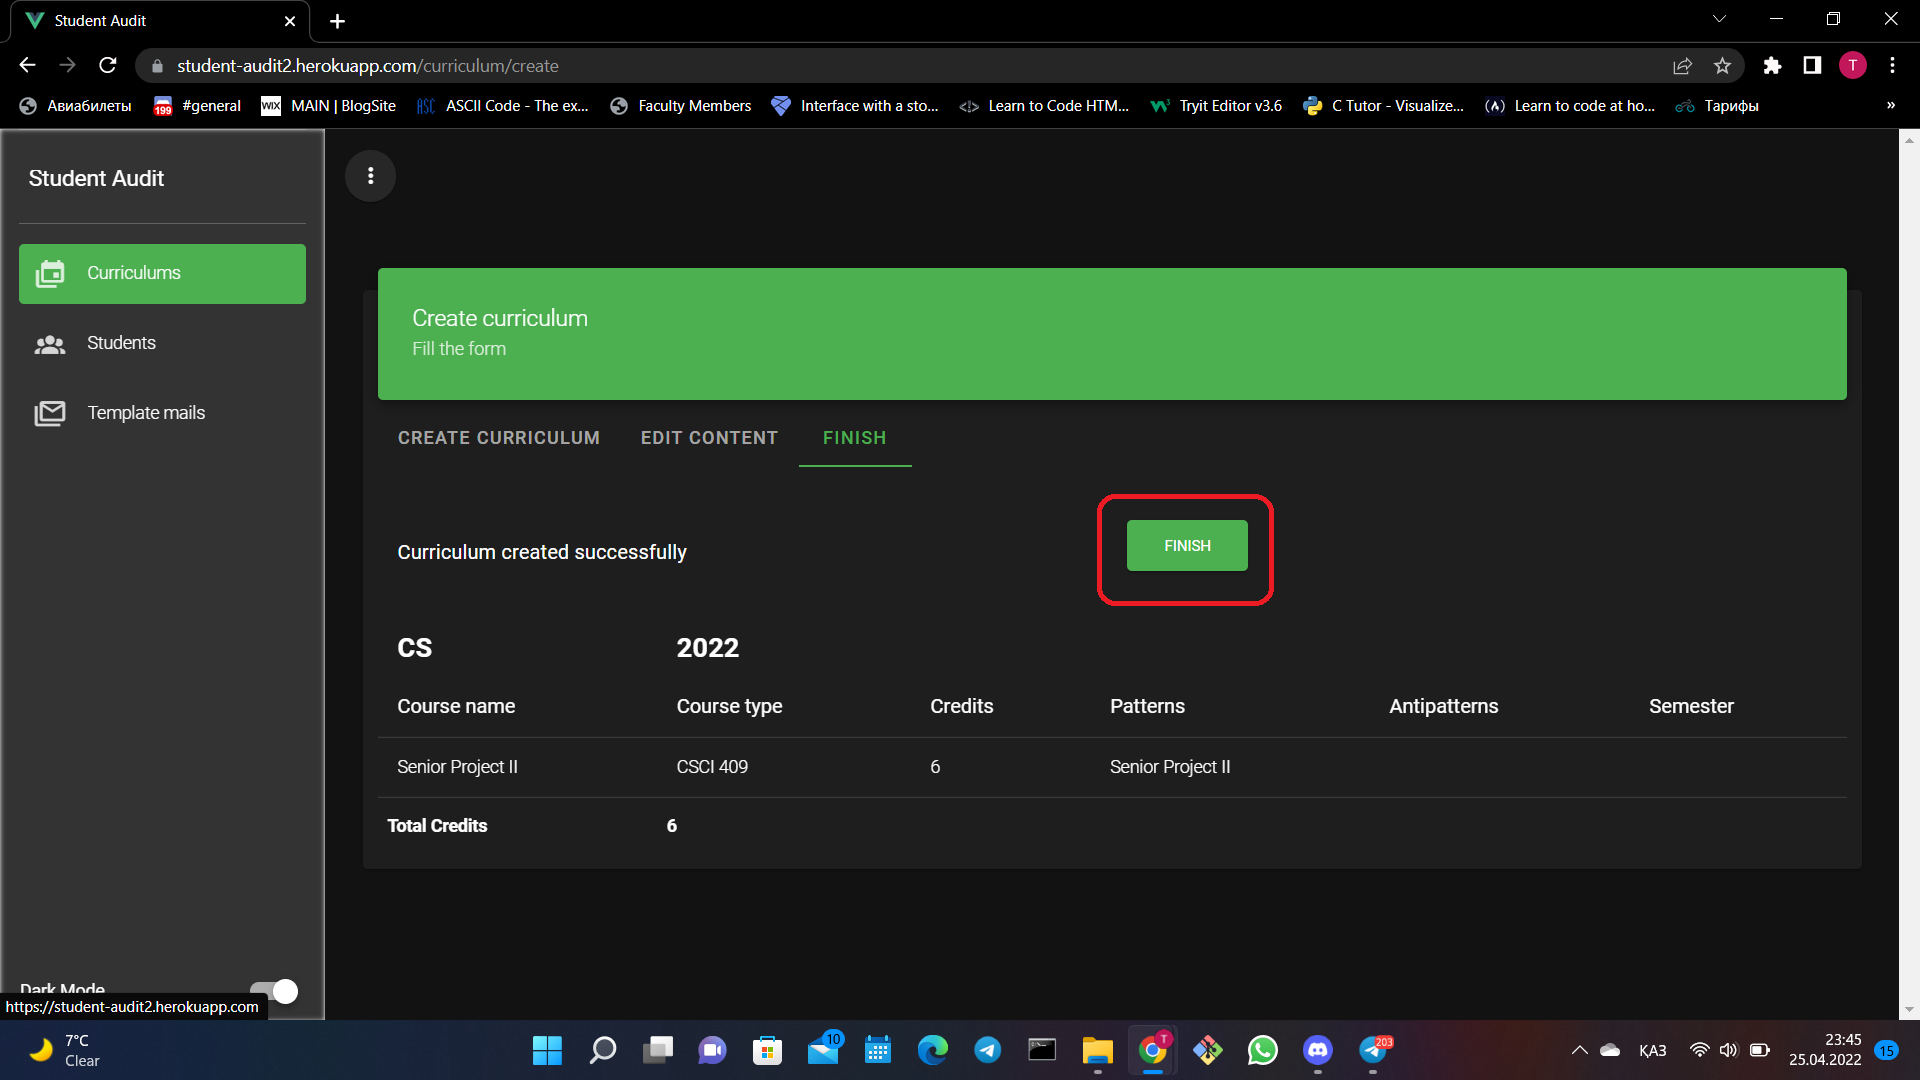 Student Audit
student-audit2.herokuapp.com/curriculum/create
T
Авиабилеты
199
#general
WIX
MAIN | BlogSite
ASC
ASCII Code - The ex...
Faculty Members
Interface with a sto...
Learn to Code HTM...
Tryit Editor v3.6
C Tutor - Visualize...
Learn to code at ho...
Тарифы
»
Student Audit
Curriculums
Students
Template mails
Create curriculum
Fill the form
CREATE CURRICULUM EDIT CONTENT FINISH
Curriculum created successfully
FINISH
CS 2022
Course name Course type Credits Patterns Antipatterns Semester
Senior Project II CSCI 409 6 Senior Project II
Total Credits 6
Dark Mode
https://student-audit2.herokuapp.com
7°C
Clear
10
T
203
ҚАЗ
23:45
25.04.2022
15